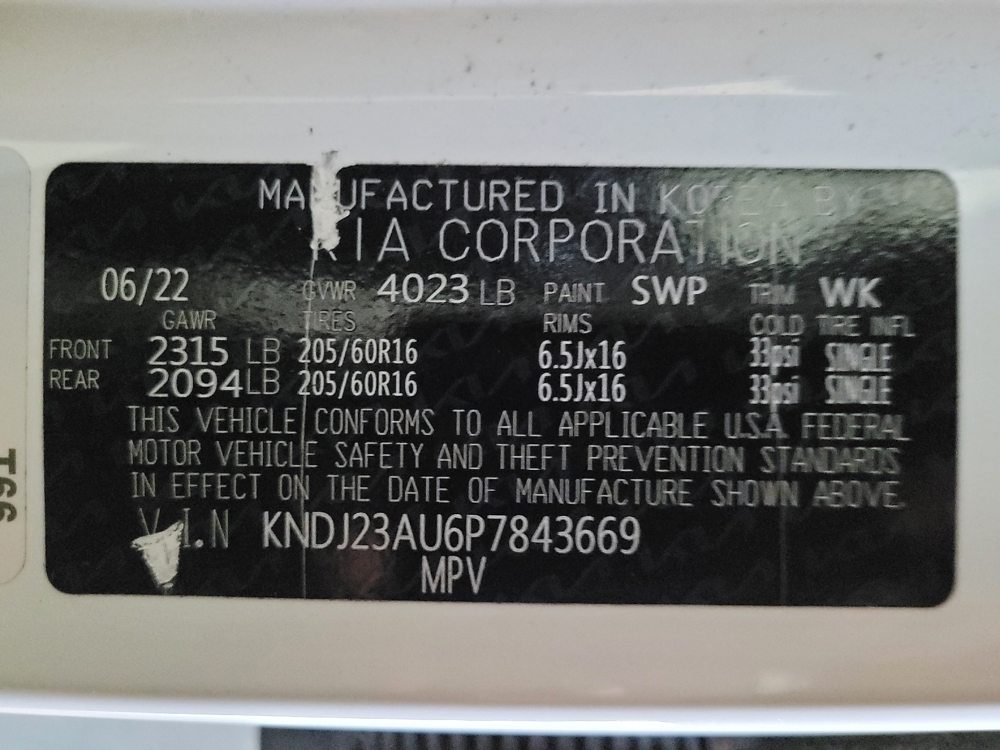 MANUFACTURED IN KOREA BY
KIA CORPORATION
06/22 GVWR 4023 LB PAINT SWP TRIM WK
GAWR TIRES RIMS COLD TIRE INFL
FRONT 2315 LB 205/60R16 6.5Jx16 33psi SINGLE
REAR 2094 LB 205/60R16 6.5Jx16 33psi SINGLE
THIS VEHICLE CONFORMS TO ALL APPLICABLE U.S.A. FEDERAL
MOTOR VEHICLE SAFETY AND THEFT PREVENTION STANDARDS
IN EFFECT ON THE DATE OF MANUFACTURE SHOWN ABOVE.
V.I.N KNDJ23AU6P7843669
MPV
T66